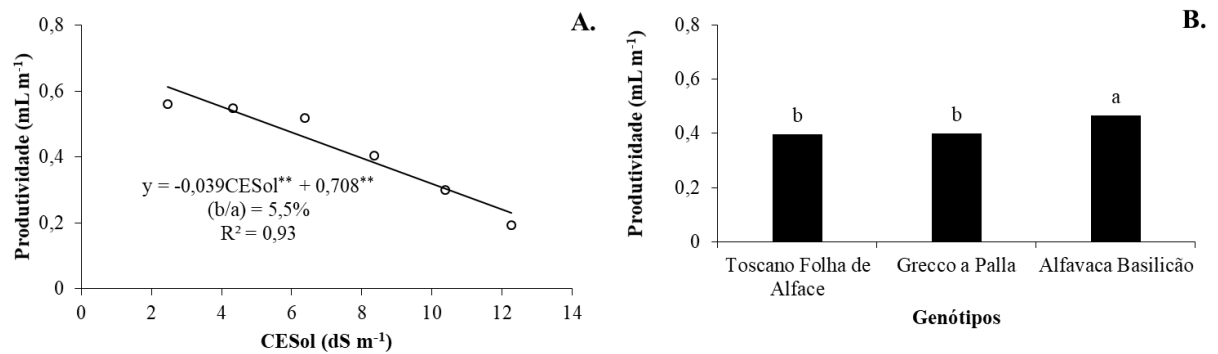 A.
Produtividade (mL m⁻¹)
0,8
0,6
0,4
0,2
0
y = -0,039CESol** + 0,708**
(b/a) = 5,5%
R² = 0,93
0 2 4 6 8 10 12 14
CESol (dS m⁻¹)
B.
Produtividade (mL m⁻¹)
0,8
0,6
0,4
0,2
0
b b a
Toscano Folha de Grecco a Palla Alfavaca Basilicão
Alface
Genótipos